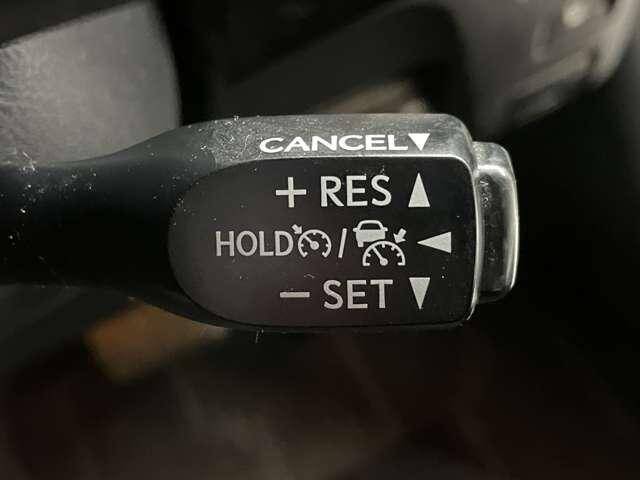 CANCEL▼
+ RES ▲
HOLD / ◀
- SET ▼